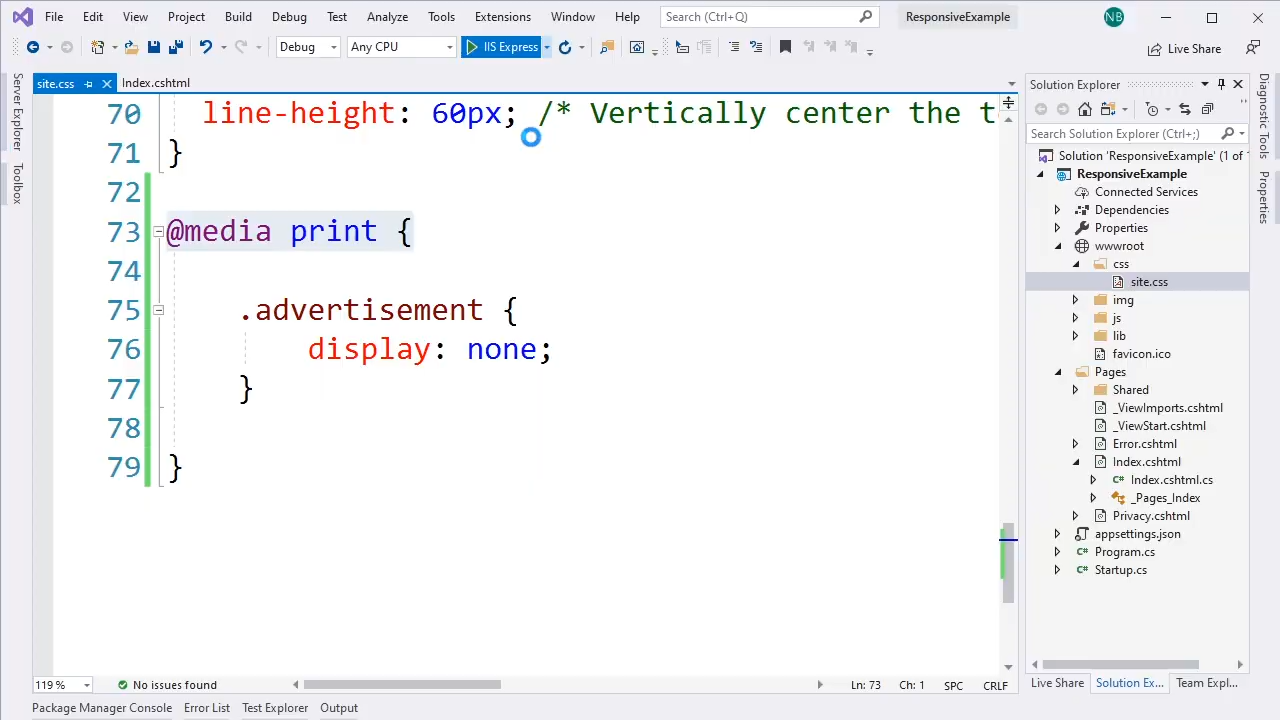 File Edit View Project Build Debug Test Analyze Tools Extensions Window Help Search (Ctrl+Q) ResponsiveExample NB
Debug Any CPU IIS Express Live Share
Server Explorer
Toolbox
site.css Index.cshtml
70 line-height: 60px; /* Vertically center the t
71 }
72
73 @media print {
74
75 .advertisement {
76 display: none;
77 }
78
79 }
119 % No issues found Ln: 73 Ch: 1 SPC CRLF
Solution Explorer
Search Solution Explorer (Ctrl+;)
Solution 'ResponsiveExample' (1 of
ResponsiveExample
Connected Services
Dependencies
Properties
wwwroot
css
site.css
img
js
lib
favicon.ico
Pages
Shared
_ViewImports.cshtml
_ViewStart.cshtml
Error.cshtml
Index.cshtml
C# Index.cshtml.cs
_Pages_Index
Privacy.cshtml
appsettings.json
C# Program.cs
C# Startup.cs
Live Share Solution Ex... Team Expl...
Diagnostic Tools
Properties
Package Manager Console Error List Test Explorer Output